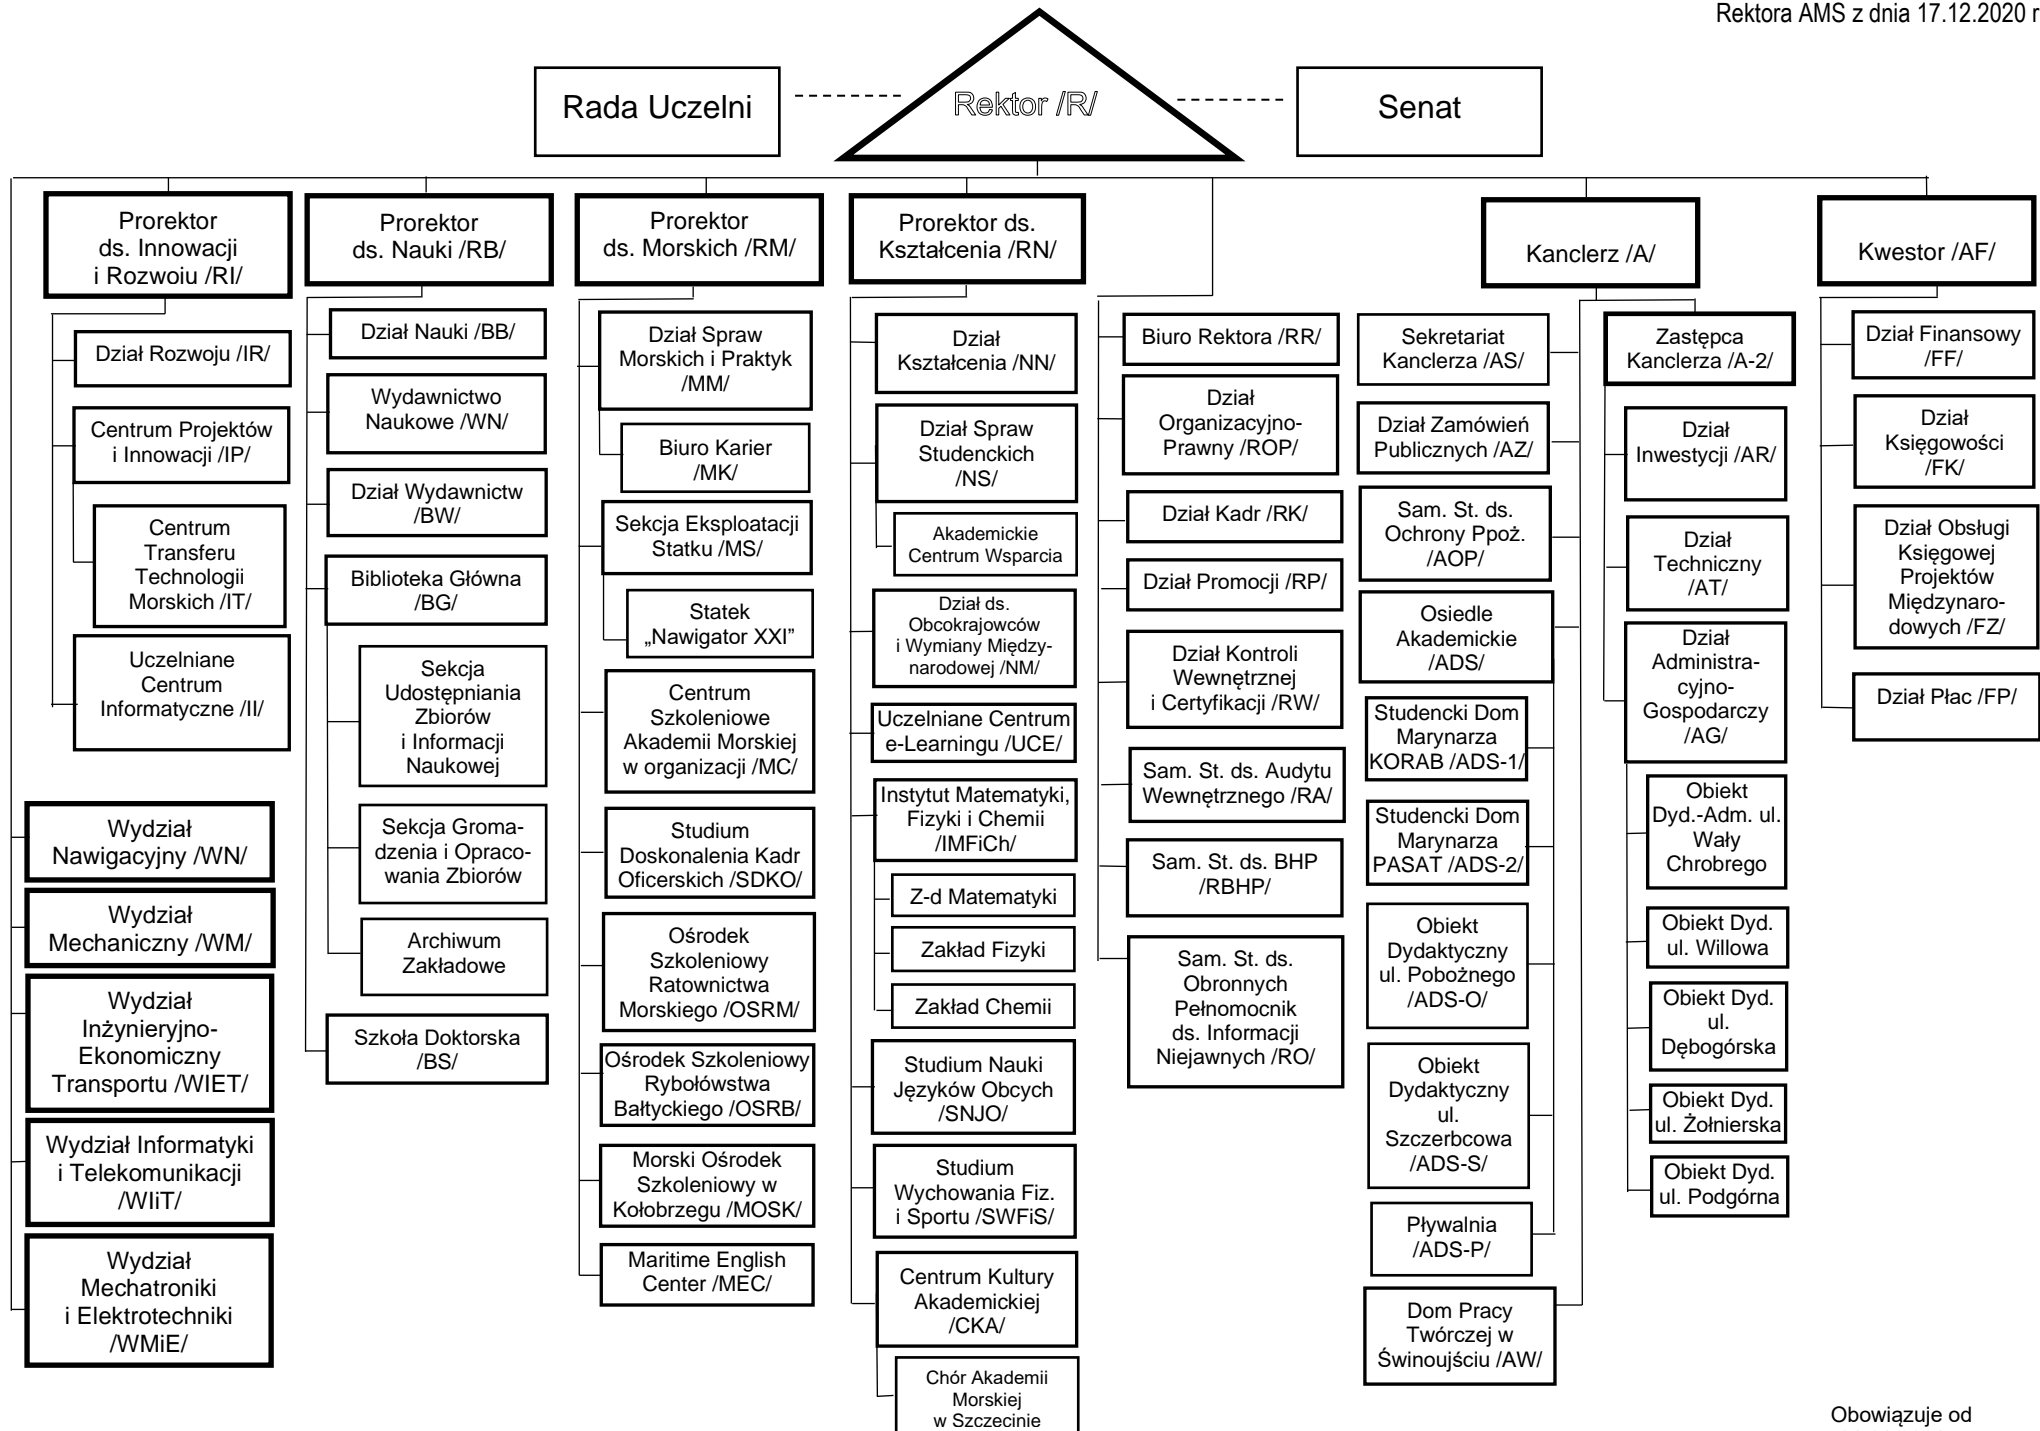 Rektora AMS z dnia 17.12.2020 r
Rada Uczelni
Rektor /R/
Senat
Prorektor
ds. Innowacji
i Rozwoiu /RI/
Prorektor
ds. Nauki /RB/
Prorektor
ds. Morskich /RM/
Prorektor ds.
Kształcenia /RN/
Kanclerz /A/
Kwestor /AF/
Dział Rozwoju /IR/
Centrum Projektów
i Innowacji /IP/
Centrum
Transferu
Technologii
Morskich /IT/
Uczelniane
Centrum
Informatyczne /II/
Wydział
Nawigacyjny /WN/
Wydział
Mechaniczny /WM/
Wydział
Inżynieryjno-
Ekonomiczny
Transportu /WIET/
Wydział Informatyki
i Telekomunikacji
/WIiT/
Wydział
Mechatroniki
i Elektrotechniki
/WMiE/
Dział Nauki /BB/
Wydawnictwo
Naukowe /WN/
Dział Wydawnictw
/BW/
Biblioteka Główna
/BG/
Sekcja
Udostępniania
Zbiorów
i Informacji
Naukowej
Sekcja Groma-
dzenia i Opraco-
wania Zbiorów
Archiwum
Zakładowe
Szkoła Doktorska
/BS/
Dział Spraw
Morskich i Praktyk
/MM/
Biuro Karier
/MK/
Sekcja Eksploatacji
Statku /MS/
Statek
„Nawigator XXI”
Centrum
Szkoleniowe
Akademii Morskiej
w organizacji /MC/
Studium
Doskonalenia Kadr
Oficerskich /SDKO/
Ośrodek
Szkoleniowy
Ratownictwa
Morskiego /OSRM/
Ośrodek Szkoleniowy
Rybołówstwa
Bałtyckiego /OSRB/
Morski Ośrodek
Szkoleniowy w
Kołobrzegu /MOSK/
Maritime English
Center /MEC/
Dział
Kształcenia /NN/
Dział Spraw
Studenckich
/NS/
Akademickie
Centrum Wsparcia
Dział ds.
Obcokrajowców
i Wymiany Między-
narodowej /NM/
Uczelniane Centrum
e-Learningu /UCE/
Instytut Matematyki,
Fizyki i Chemii
/IMFiCh/
Z-d Matematyki
Zakład Fizyki
Zakład Chemii
Studium Nauki
Języków Obcych
/SNJO/
Studium
Wychowania Fiz.
i Sportu /SWFiS/
Centrum Kultury
Akademickiej
/CKA/
Chór Akademii
Morskiej
w Szczecinie
Biuro Rektora /RR/
Dział
Organizacyjno-
Prawny /ROP/
Dział Kadr /RK/
Dział Promocji /RP/
Dział Kontroli
Wewnętrznej
i Certyfikacji /RW/
Sam. St. ds. Audytu
Wewnętrznego /RA/
Sam. St. ds. BHP
/RBHP/
Sam. St. ds.
Obronnych
Pełnomocnik
ds. Informacji
Niejawnych /RO/
Sekretariat
Kanclerza /AS/
Dział Zamówień
Publicznych /AZ/
Sam. St. ds.
Ochrony Ppoż.
/AOP/
Osiedle
Akademickie
/ADS/
Studencki Dom
Marynarza
KORAB /ADS-1/
Studencki Dom
Marynarza
PASAT /ADS-2/
Obiekt
Dydaktyczny
ul. Pobożnego
/ADS-O/
Obiekt
Dydaktyczny
ul.
Szczerbcowa
/ADS-S/
Pływalnia
/ADS-P/
Dom Pracy
Twórczej w
Świnoujściu /AW/
Zastępca
Kanclerza /A-2/
Dział
Inwestycji /AR/
Dział
Techniczny
/AT/
Dział
Administra-
cyjno-
Gospodarczy
/AG/
Obiekt
Dyd.-Adm. ul.
Wały
Chrobrego
Obiekt Dyd.
ul. Willowa
Obiekt Dyd.
ul.
Dębogórska
Obiekt Dyd.
ul. Żołnierska
Obiekt Dyd.
ul. Podgórna
Dział Finansowy
/FF/
Dział
Księgowości
/FK/
Dział Obsługi
Księgowej
Projektów
Międzynaro-
dowych /FZ/
Dział Płac /FP/
Obowiązuje od